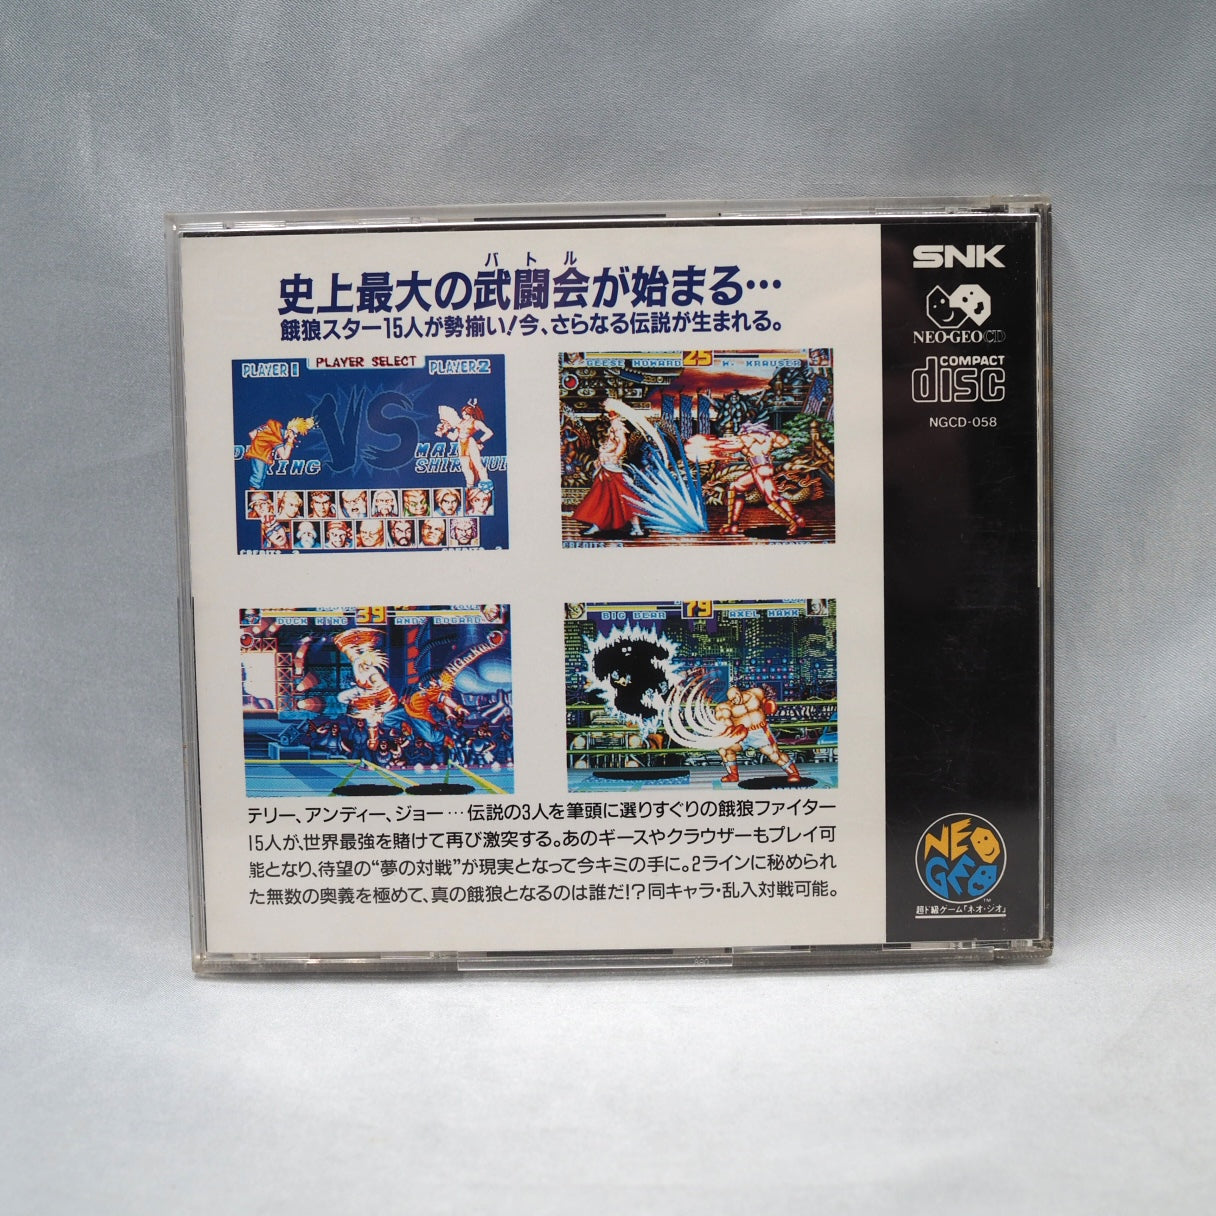 バトル
史上最大の武闘会が始まる…
餓狼スター15人が勢揃い!今、さらなる伝説が生まれる。
PLAYER 1 PLAYER SELECT PLAYER 2
VS
KING
MAI
SHIRANUI
GEESE HOWARD 25 W. KRAUSER
DUCK KING 39 ANDY BOGARD
BIG BEAR 79 AXEL HAWK
テリー、アンディー、ジョー…伝説の3人を筆頭に選りすぐりの餓狼ファイター
15人が、世界最強を賭けて再び激突する。あのギースやクラウザーもプレイ可
能となり、待望の“夢の対戦”が現実となって今キミの手に。2ラインに秘められ
た無数の奥義を極めて、真の餓狼となるのは誰だ!?同キャラ・乱入対戦可能。
SNK
NEO・GEO CD
COMPACT
disc
NGCD-058
NEO
GEO
TM
超ド級ゲーム「ネオ・ジオ」